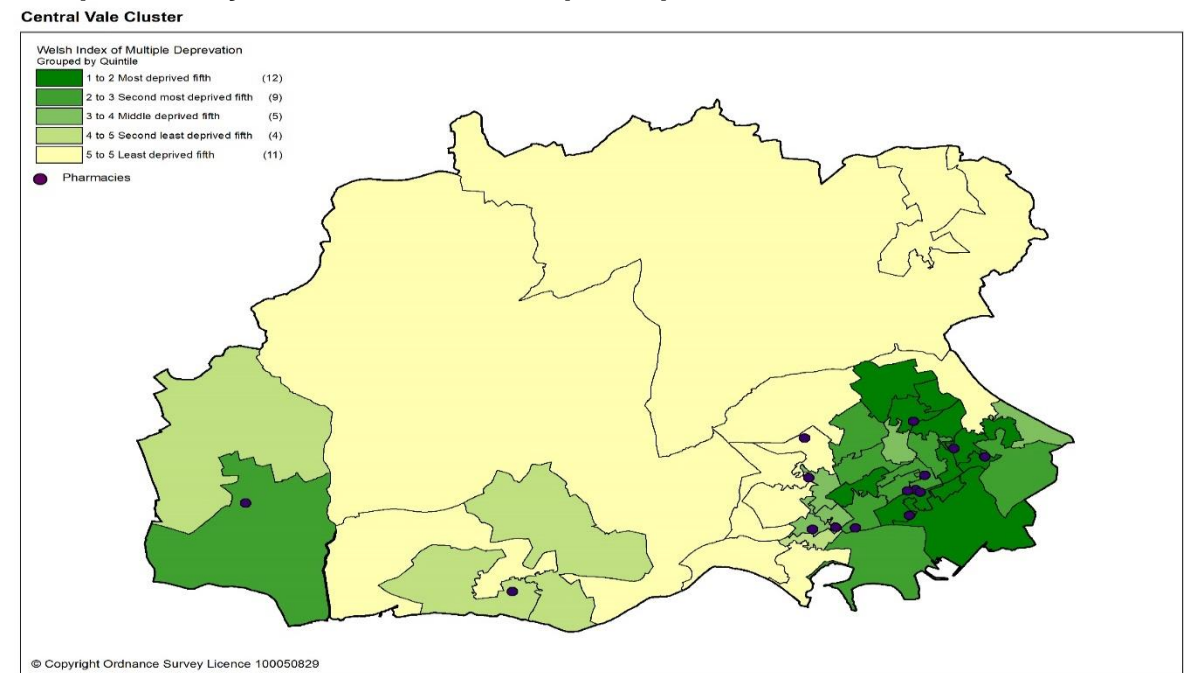 Central Vale Cluster
Welsh Index of Multiple Deprevation
Grouped by Quintile
1 to 2 Most deprived fifth (12)
2 to 3 Second most deprived fifth (9)
3 to 4 Middle deprived fifth (5)
4 to 5 Second least deprived fifth (4)
5 to 5 Least deprived fifth (11)
Pharmacies
© Copyright Ordnance Survey Licence 100050829